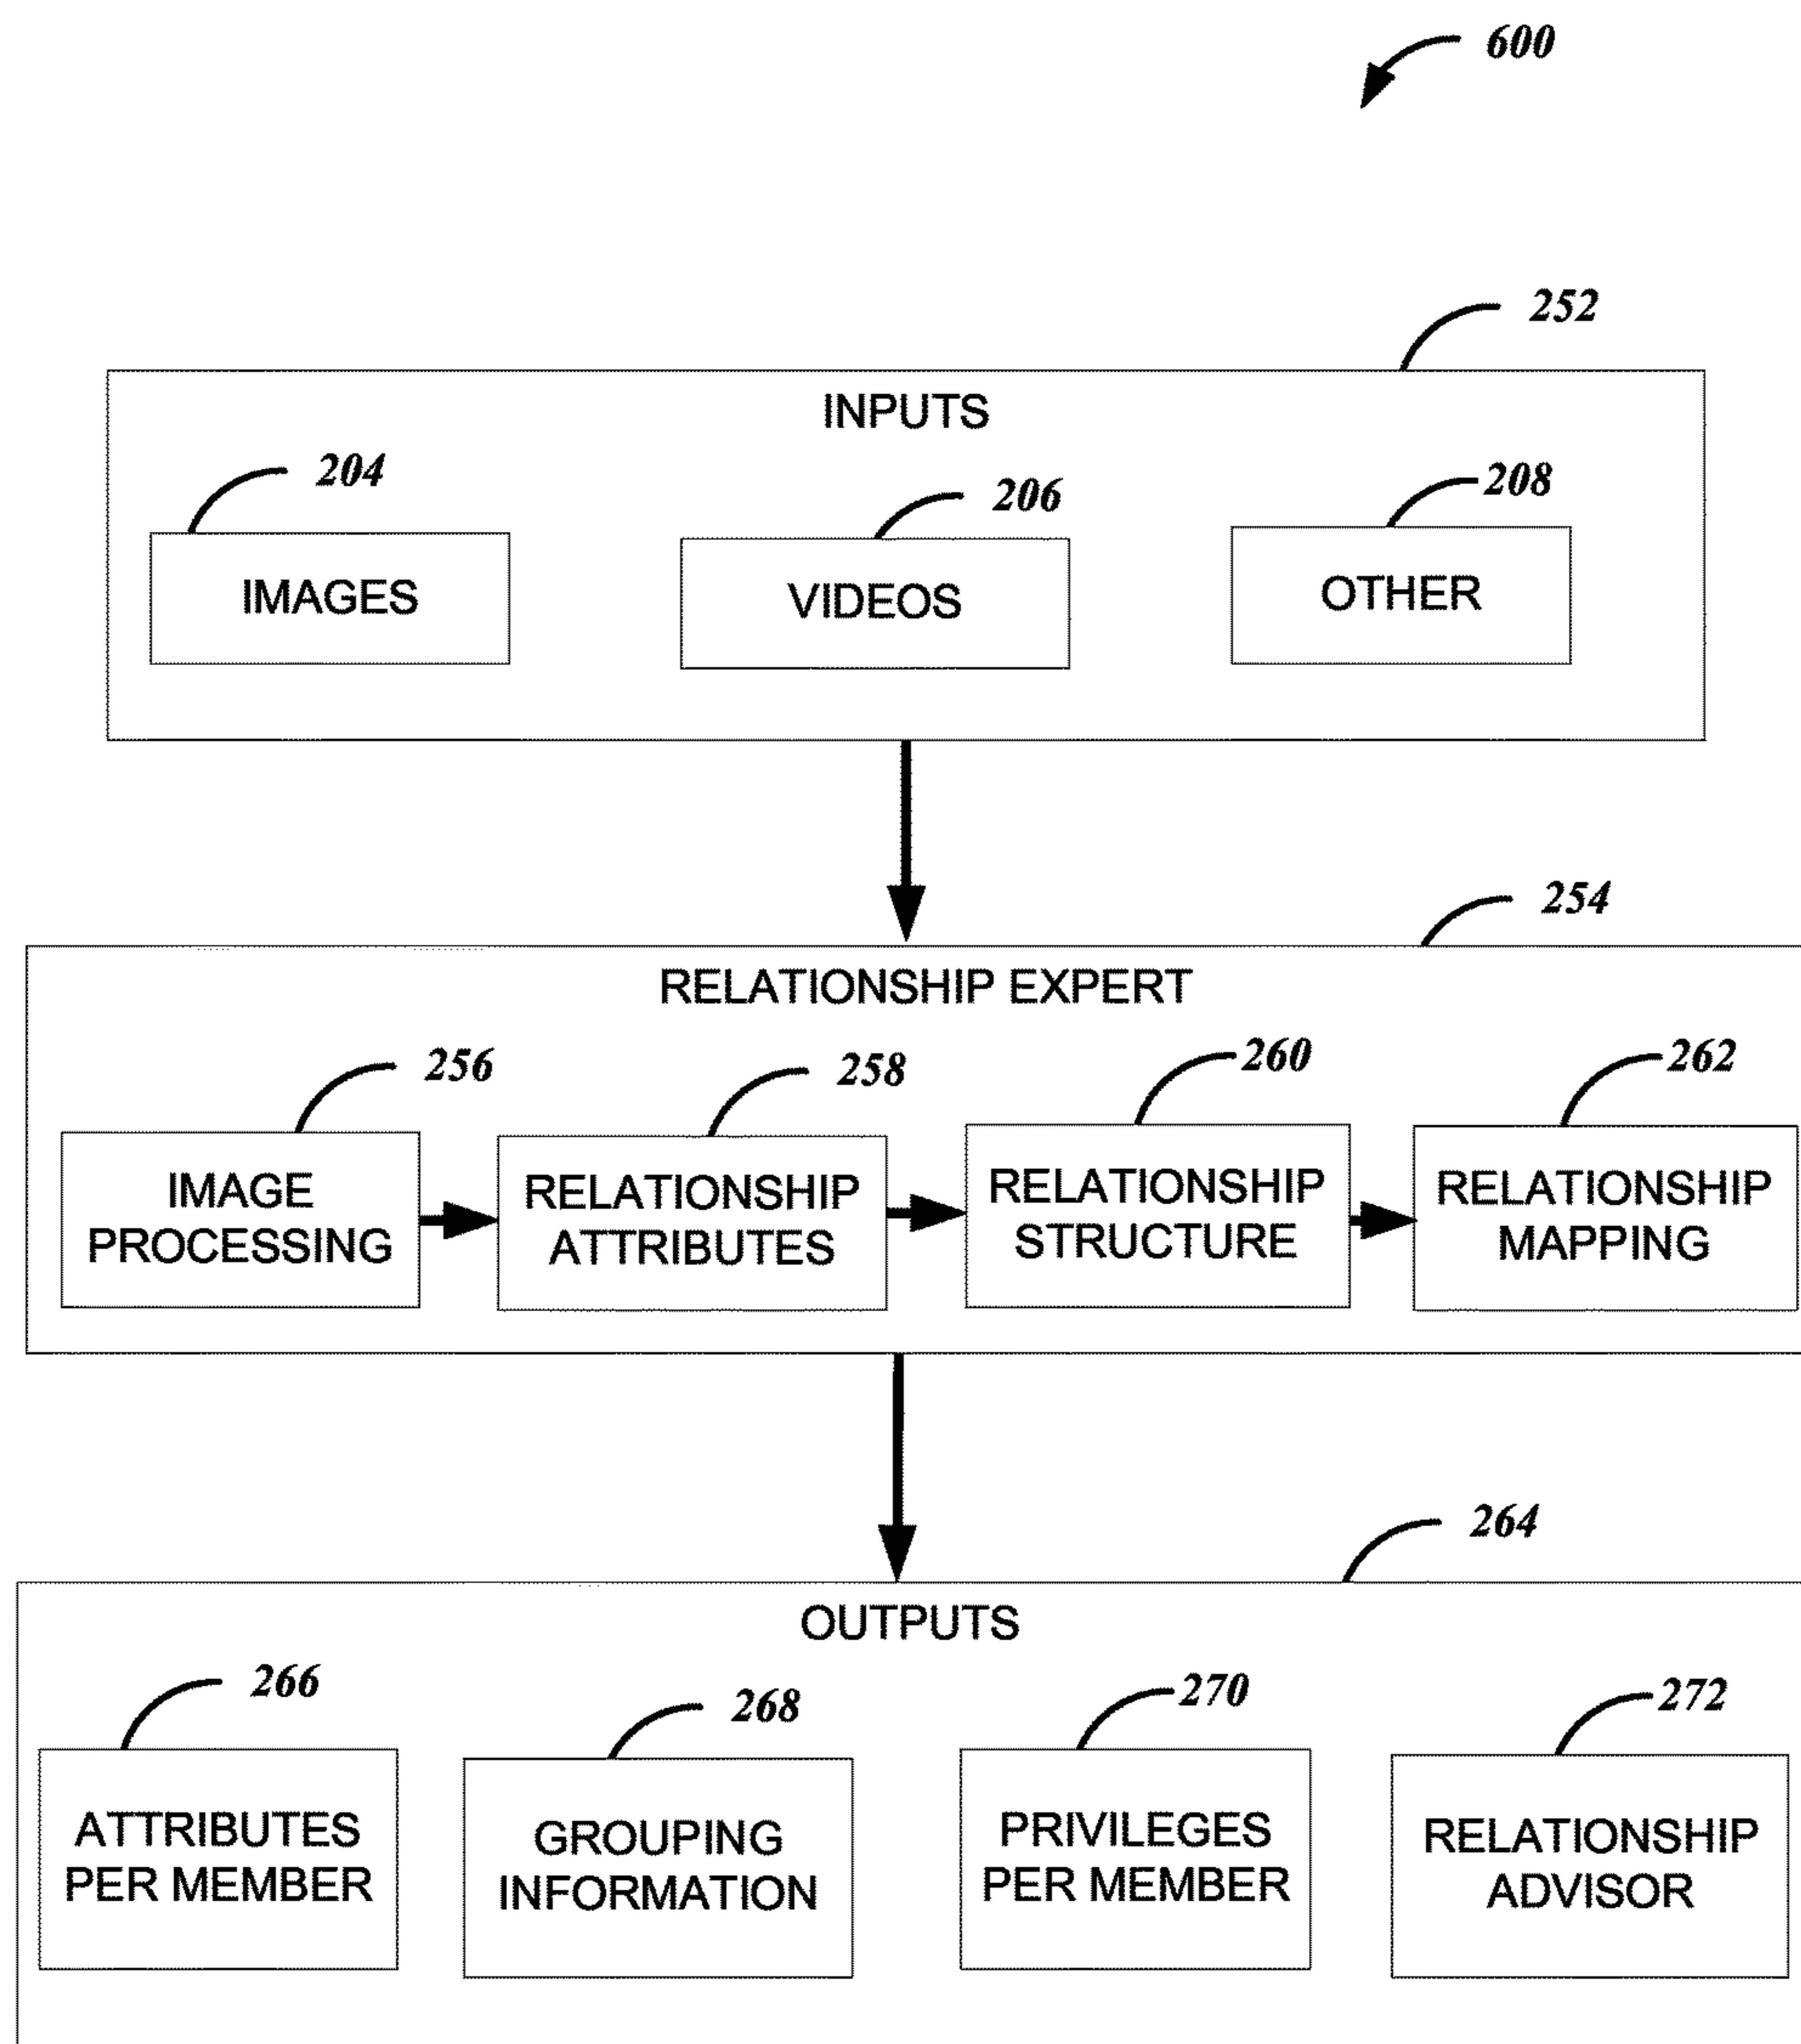 600
252
INPUTS
204
206
208
IMAGES
VIDEOS
OTHER
254
RELATIONSHIP EXPERT
256
258
260
262
IMAGE
PROCESSING
RELATIONSHIP
ATTRIBUTES
RELATIONSHIP
STRUCTURE
RELATIONSHIP
MAPPING
264
OUTPUTS
266
268
270
272
ATTRIBUTES
PER MEMBER
GROUPING
INFORMATION
PRIVILEGES
PER MEMBER
RELATIONSHIP
ADVISOR